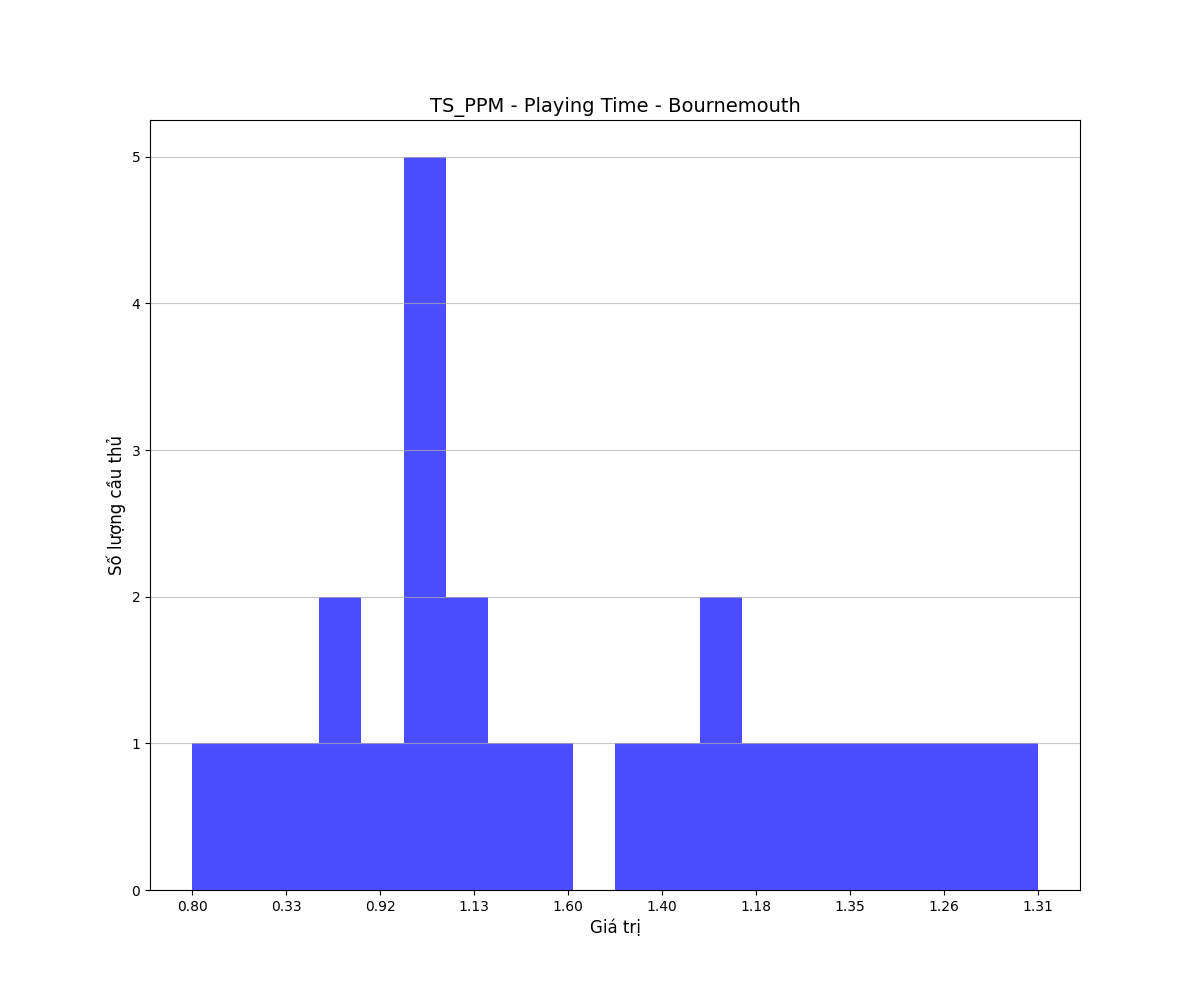 TS_PPM - Playing Time - Bournemouth
Số lượng cầu thủ
5
4
3
2
1
0
0.80 0.33 0.92 1.13 1.60 1.40 1.18 1.35 1.26 1.31
Giá trị